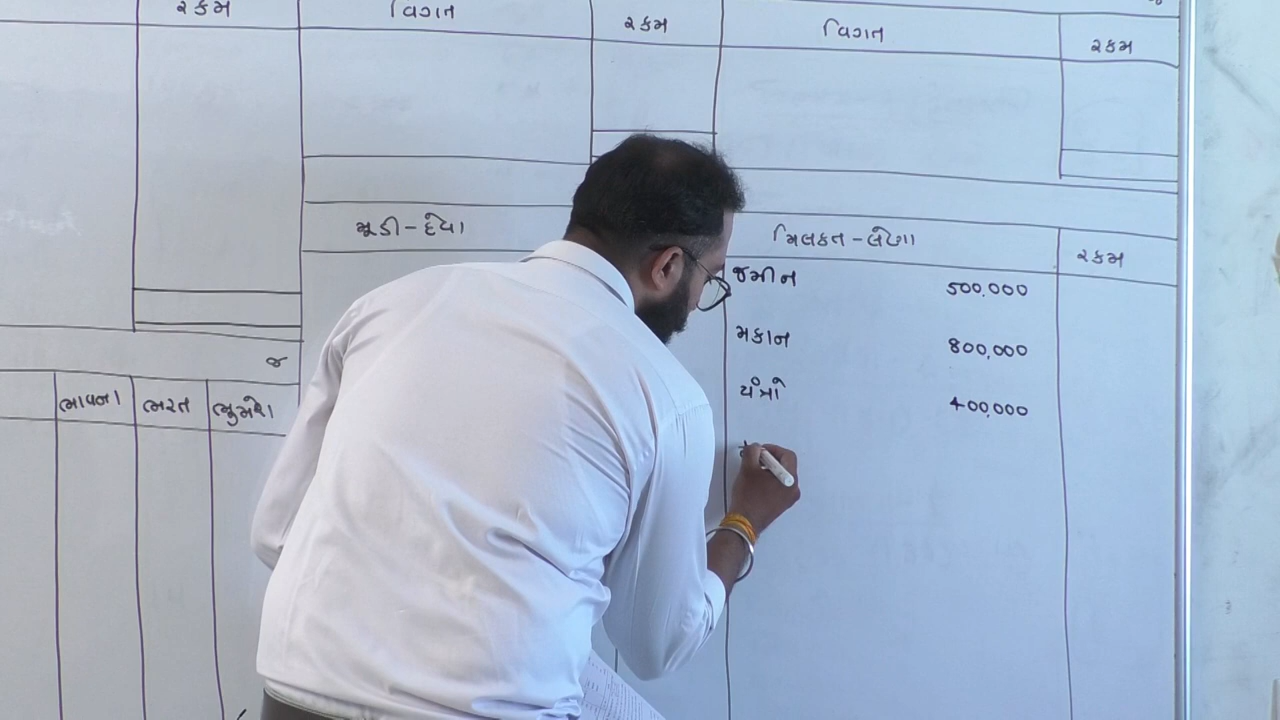 રકમ વિગત રકમ વિગત રકમ
મૂડી-દેવા મિલકત-લેણા રકમ
જમીન 500,000
મકાન 800,000
યંત્રો 400,000
જ
ભાવના ભરત ભુમેશ